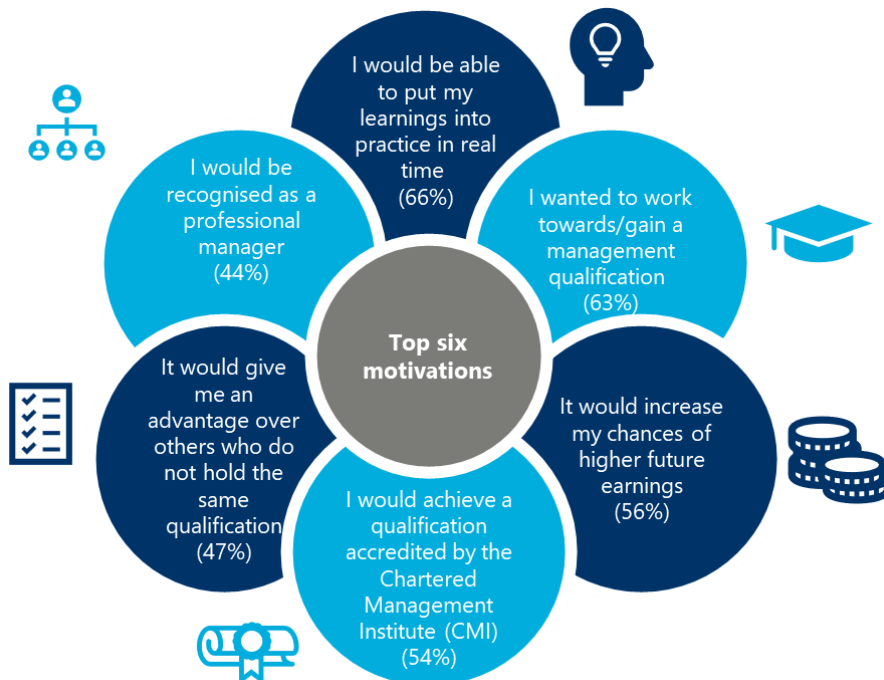 Top six
motivations
I would be able
to put my
learnings into
practice in real
time
(66%)
I wanted to work
towards/gain a
management
qualification
(63%)
It would increase
my chances of
higher future
earnings
(56%)
I would achieve a
qualification
accredited by the
Chartered
Management
Institute (CMI)
(54%)
It would give
me an
advantage over
others who do
not hold the
same
qualification
(47%)
I would be
recognised as a
professional
manager
(44%)